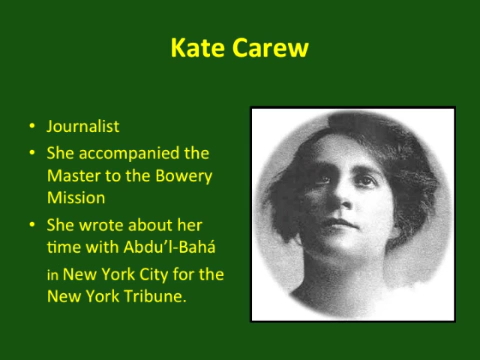 Kate Carew
• Journalist
• She accompanied the
Master to the Bowery
Mission
• She wrote about her
time with Abdu’l-Bahá
in New York City for the
New York Tribune.